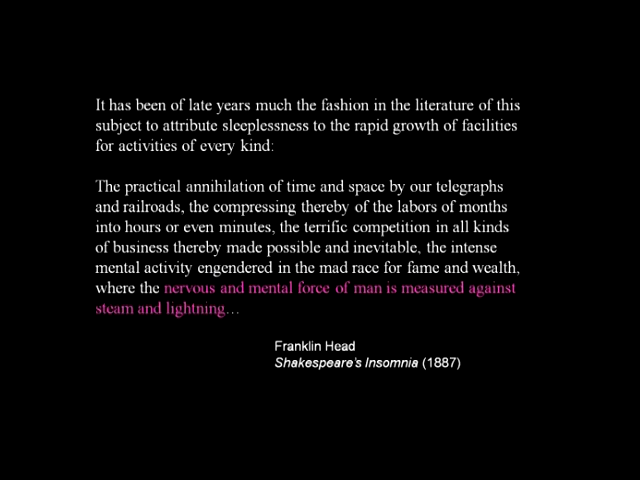 It has been of late years much the fashion in the literature of this
subject to attribute sleeplessness to the rapid growth of facilities
for activities of every kind:
The practical annihilation of time and space by our telegraphs
and railroads, the compressing thereby of the labors of months
into hours or even minutes, the terrific competition in all kinds
of business thereby made possible and inevitable, the intense
mental activity engendered in the mad race for fame and wealth,
where the nervous and mental force of man is measured against
steam and lightning…
Franklin Head
Shakespeare's Insomnia (1887)